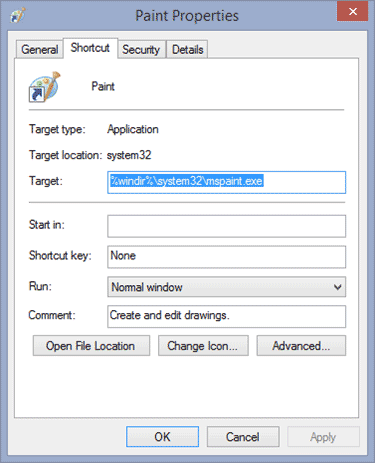 Paint Properties
General Shortcut Security Details
Paint
Target type: Application
Target location: system32
Target: %windir%\system32\mspaint.exe
Start in:
Shortcut key: None
Run: Normal window
Comment: Create and edit drawings.
Open File Location Change Icon... Advanced...
OK Cancel Apply